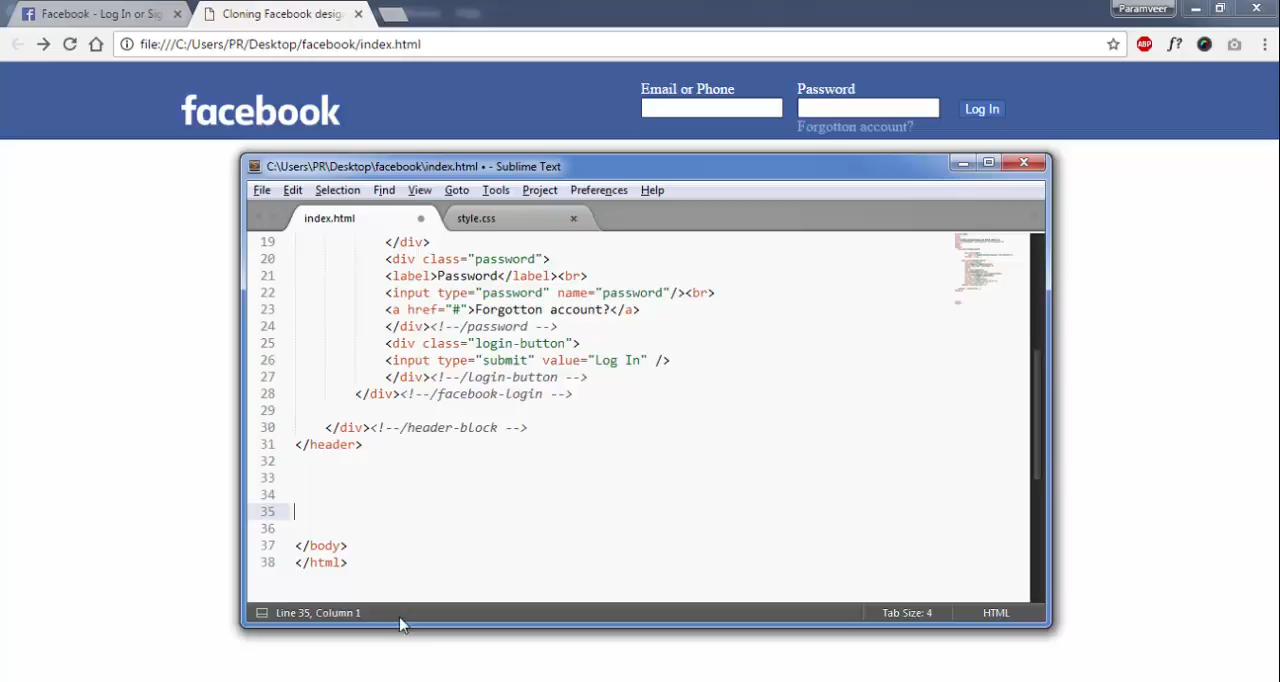 Facebook - Log In or Sig
Cloning Facebook desig
Paramveer
file:///C:/Users/PR/Desktop/facebook/index.html
ABP
f?
facebook
Email or Phone
Password
Log In
Forgotton account?
C:\Users\PR\Desktop\facebook\index.html • - Sublime Text
File Edit Selection Find View Goto Tools Project Preferences Help
index.html
style.css
19 </div>
20 <div class="password">
21 <label>Password</label><br>
22 <input type="password" name="password"/><br>
23 <a href="#">Forgotton account?</a>
24 </div><!--/password -->
25 <div class="login-button">
26 <input type="submit" value="Log In" />
27 </div><!--/login-button -->
28 </div><!--/facebook-login -->
29
30 </div><!--/header-block -->
31 </header>
32
33
34
35
36
37 </body>
38 </html>
Line 35, Column 1
Tab Size: 4
HTML